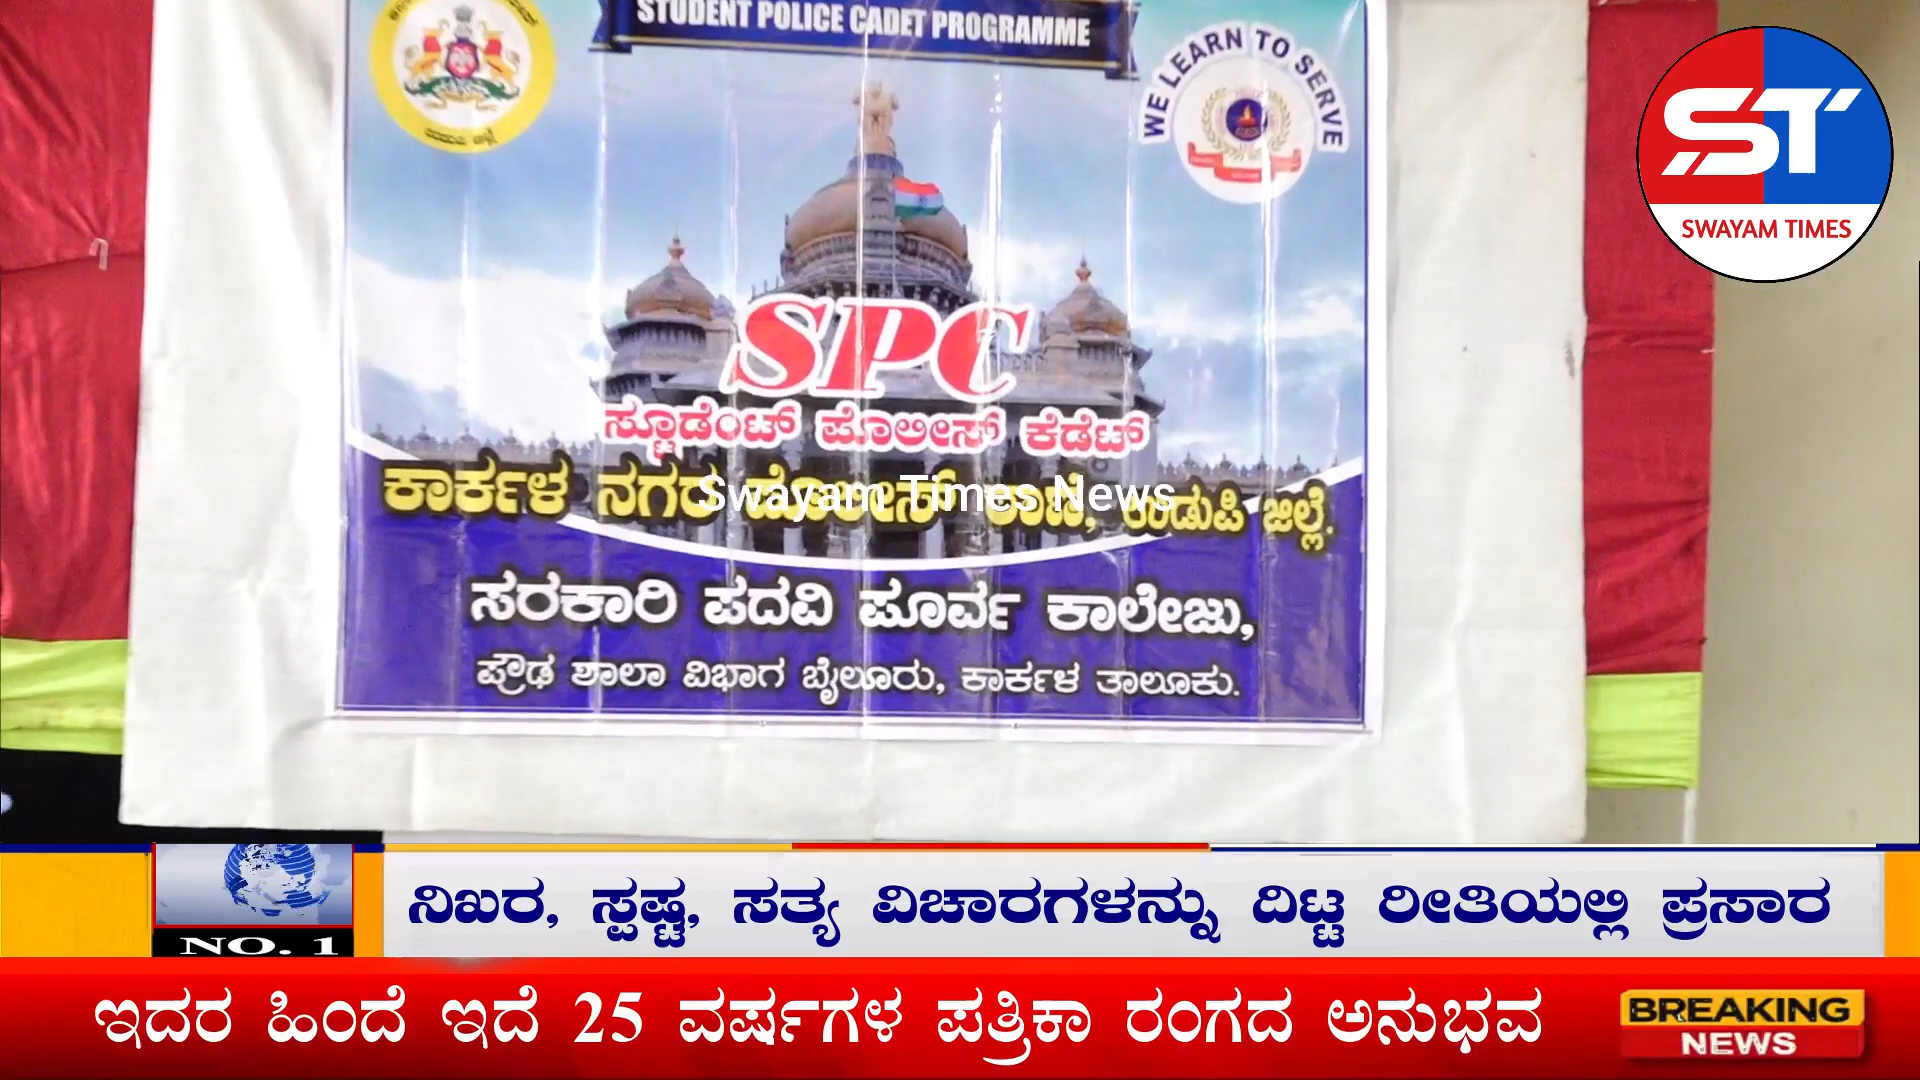 STUDENT POLICE CADET PROGRAMME
WE LEARN TO SERVE
ST
SWAYAM TIMES
SPC
ಸ್ಟೂಡೆಂಟ್ ಪೊಲೀಸ್ ಕೆಡೆಟ್
ಕಾರ್ಕಳ ನಗರ ಪೊಲೀಸ್ ಠಾಣೆ, ಉಡುಪಿ ಜಿಲ್ಲೆ.
Swayam Times News
ಸರಕಾರಿ ಪದವಿ ಪೂರ್ವ ಕಾಲೇಜು,
ಪ್ರೌಢ ಶಾಲಾ ವಿಭಾಗ ಬೈಲೂರು, ಕಾರ್ಕಳ ತಾಲೂಕು.
ನಿಖರ, ಸ್ಪಷ್ಟ, ಸತ್ಯ ವಿಚಾರಗಳನ್ನು ದಿಟ್ಟ ರೀತಿಯಲ್ಲಿ ಪ್ರಸಾರ
NO. 1
ಇದರ ಹಿಂದೆ ಇದೆ 25 ವರ್ಷಗಳ ಪತ್ರಿಕಾ ರಂಗದ ಅನುಭವ
BREAKING
NEWS